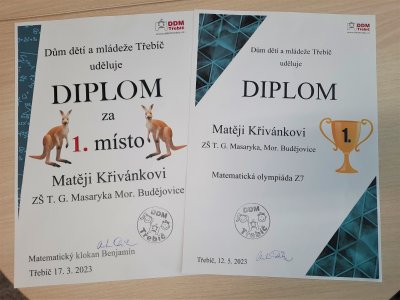 DDM
Třebíč
Dům dětí a mládeže Třebíč
uděluje
DIPLOM
za
1. místo
Matěji Křivánkovi
ZŠ T. G. Masaryka Mor. Budějovice
DDM
Třebíč
Matematický klokan Benjamín
Třebíč 17. 3. 2023
DDM
Třebíč
Dům dětí a mládeže Třebíč
uděluje
DIPLOM
Matěji Křivánkovi
ZŠ T. G. Masaryka, Mor. Budějovice
1.
Matematická olympiáda Z7
DDM
Třebíč
Třebíč, 12. 5. 2023